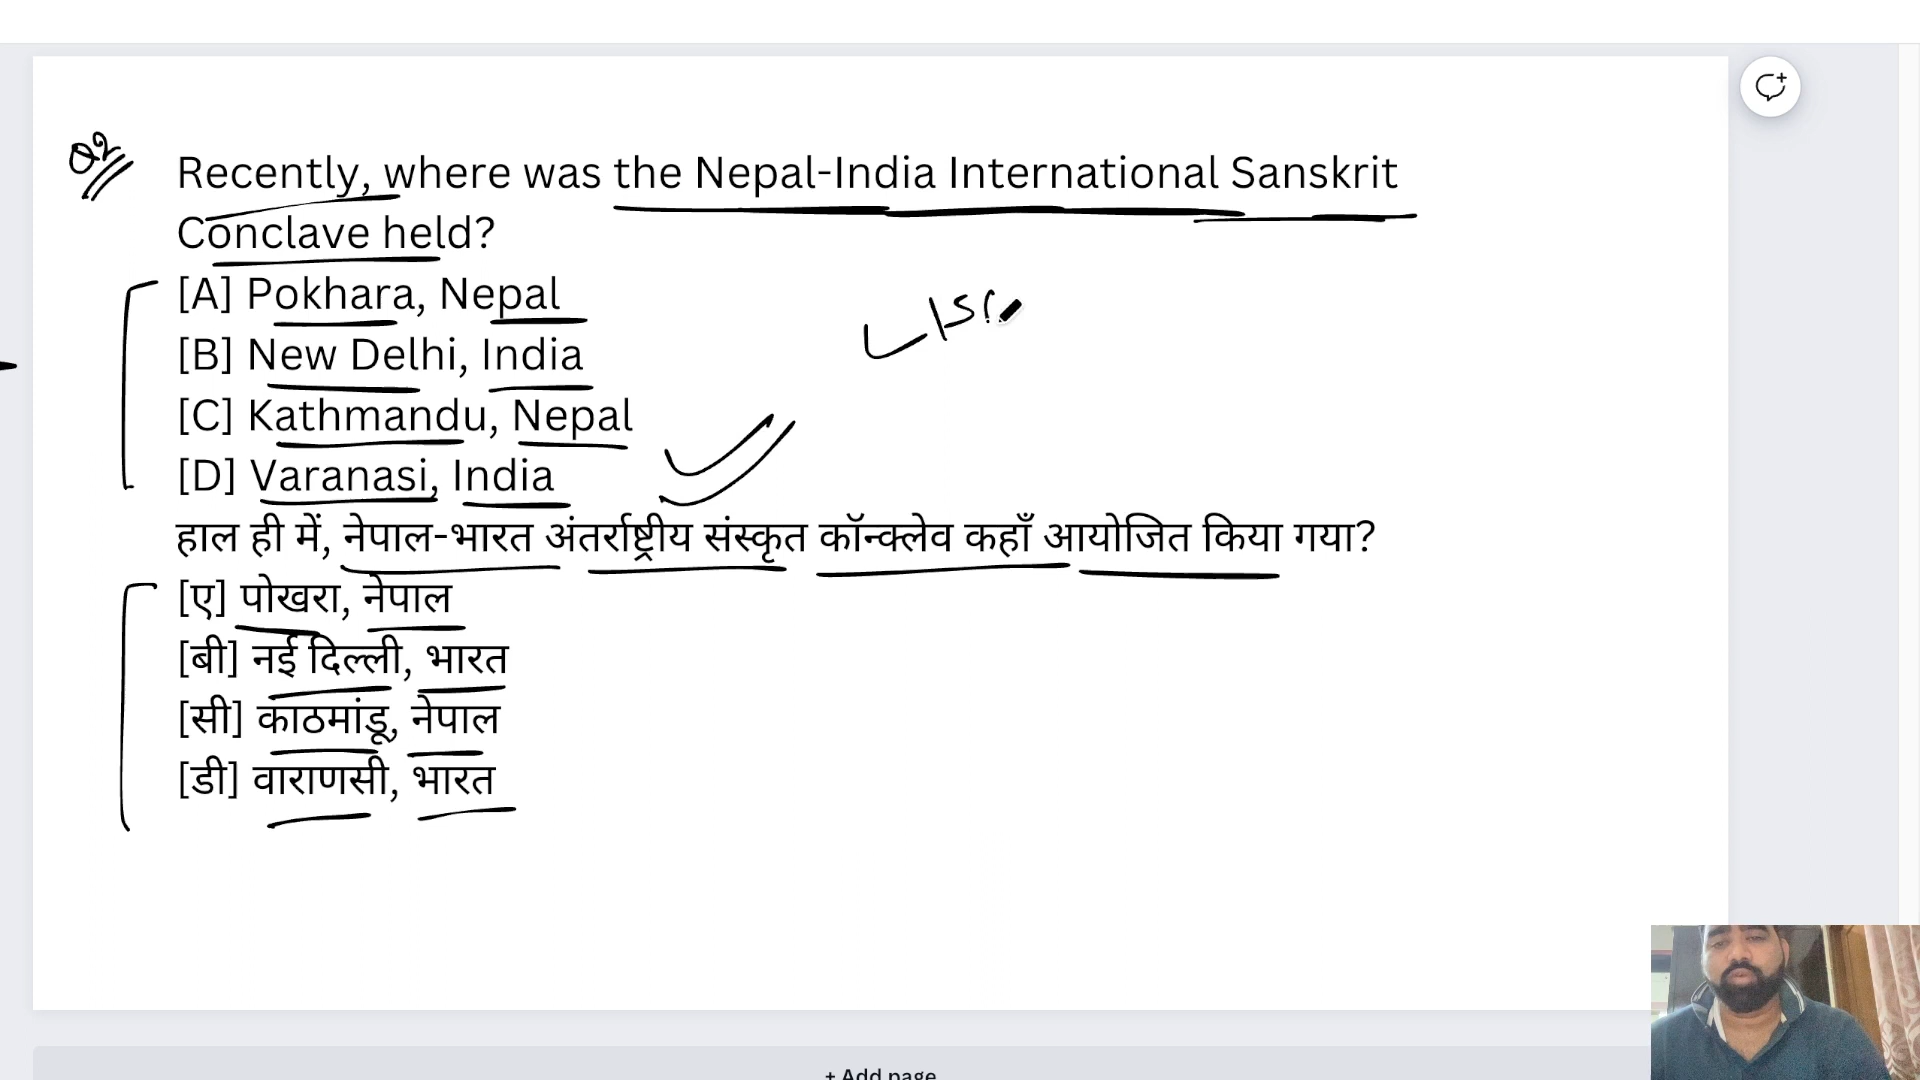 Q2
Recently, where was the Nepal-India International Sanskrit
Conclave held?
[A] Pokhara, Nepal
[B] New Delhi, India
[C] Kathmandu, Nepal
[D] Varanasi, India
हाल ही में, नेपाल-भारत अंतर्राष्ट्रीय संस्कृत कॉन्क्लेव कहाँ आयोजित किया गया?
[ए] पोखरा, नेपाल
[बी] नई दिल्ली, भारत
[सी] काठमांडू, नेपाल
[डी] वाराणसी, भारत
+ Add page